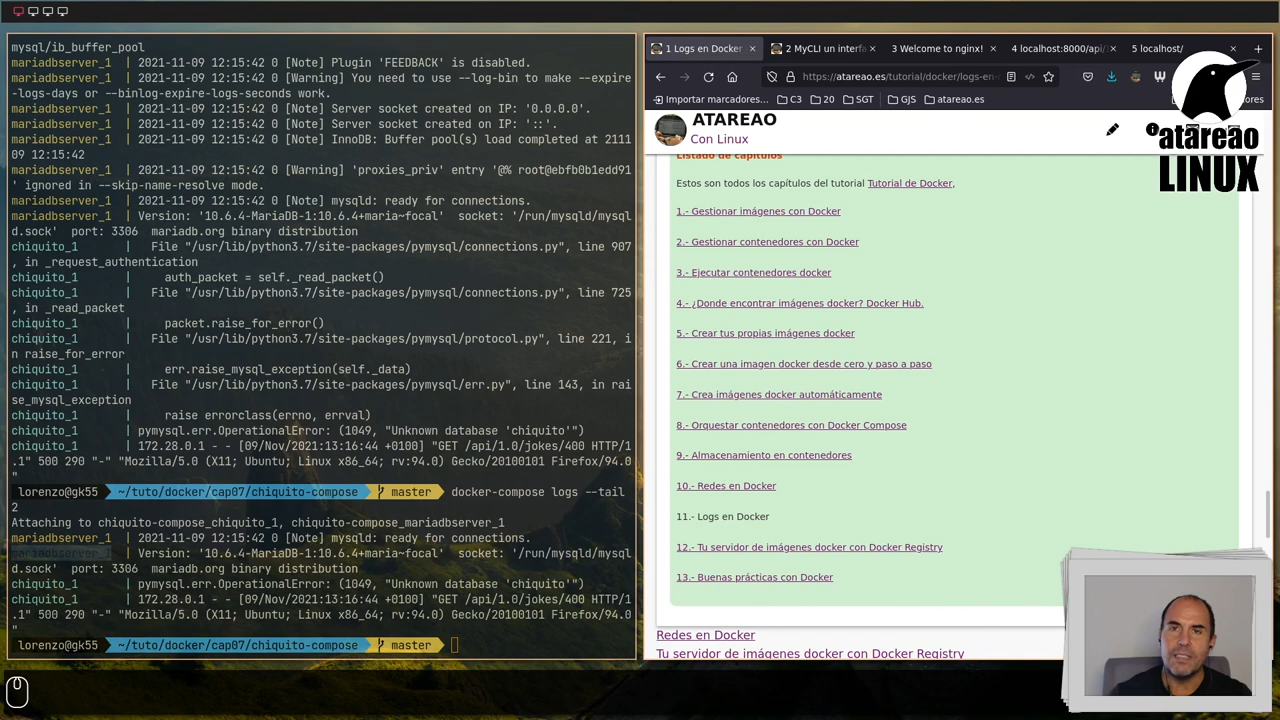 mysql/ib_buffer_pool
mariadbserver_1  | 2021-11-09 12:15:42 0 [Note] Plugin 'FEEDBACK' is disabled.
mariadbserver_1  | 2021-11-09 12:15:42 0 [Warning] You need to use --log-bin to make --expire
-logs-days or --binlog-expire-logs-seconds work.
mariadbserver_1  | 2021-11-09 12:15:42 0 [Note] Server socket created on IP: '0.0.0.0'.
mariadbserver_1  | 2021-11-09 12:15:42 0 [Note] Server socket created on IP: '::'.
mariadbserver_1  | 2021-11-09 12:15:42 0 [Note] InnoDB: Buffer pool(s) load completed at 2111
09 12:15:42
mariadbserver_1  | 2021-11-09 12:15:42 0 [Warning] 'proxies_priv' entry '@% root@ebfb0b1edd91
' ignored in --skip-name-resolve mode.
mariadbserver_1  | 2021-11-09 12:15:42 0 [Note] mysqld: ready for connections.
mariadbserver_1  | Version: '10.6.4-MariaDB-1:10.6.4+maria~focal'  socket: '/run/mysqld/mysql
d.sock'  port: 3306  mariadb.org binary distribution
chiquito_1       |   File "/usr/lib/python3.7/site-packages/pymysql/connections.py", line 907
, in _request_authentication
chiquito_1       |     auth_packet = self._read_packet()
chiquito_1       |   File "/usr/lib/python3.7/site-packages/pymysql/connections.py", line 725
, in _read_packet
chiquito_1       |     packet.raise_for_error()
chiquito_1       |   File "/usr/lib/python3.7/site-packages/pymysql/protocol.py", line 221, i
n raise_for_error
chiquito_1       |     err.raise_mysql_exception(self._data)
chiquito_1       |   File "/usr/lib/python3.7/site-packages/pymysql/err.py", line 143, in rai
se_mysql_exception
chiquito_1       |     raise errorclass(errno, errval)
chiquito_1       | pymysql.err.OperationalError: (1049, "Unknown database 'chiquito'")
chiquito_1       | 172.28.0.1 - - [09/Nov/2021:13:16:44 +0100] "GET /api/1.0/jokes/400 HTTP/1
.1" 500 290 "-" "Mozilla/5.0 (X11; Ubuntu; Linux x86_64; rv:94.0) Gecko/20100101 Firefox/94.0
"
lorenzo@gk55 ~/tuto/docker/cap07/chiquito-compose master docker-compose logs --tail
2
Attaching to chiquito-compose_chiquito_1, chiquito-compose_mariadbserver_1
mariadbserver_1  | 2021-11-09 12:15:42 0 [Note] mysqld: ready for connections.
mariadbserver_1  | Version: '10.6.4-MariaDB-1:10.6.4+maria~focal'  socket: '/run/mysqld/mysql
d.sock'  port: 3306  mariadb.org binary distribution
chiquito_1       | pymysql.err.OperationalError: (1049, "Unknown database 'chiquito'")
chiquito_1       | 172.28.0.1 - - [09/Nov/2021:13:16:44 +0100] "GET /api/1.0/jokes/400 HTTP/1
.1" 500 290 "-" "Mozilla/5.0 (X11; Ubuntu; Linux x86_64; rv:94.0) Gecko/20100101 Firefox/94.0
"
lorenzo@gk55 ~/tuto/docker/cap07/chiquito-compose master
1 Logs en Docker
2 MyCLI un interfa
3 Welcome to nginx!
4 localhost:8000/api/
5 localhost/
https://atareao.es/tutorial/docker/logs-en-
Importar marcadores... C3 20 SGT GJS atareao.es
ATAREAO
Con Linux
atareao
LINUX
Listado de capítulos
Estos son todos los capítulos del tutorial Tutorial de Docker,
1.- Gestionar imágenes con Docker
2.- Gestionar contenedores con Docker
3.- Ejecutar contenedores docker
4.- ¿Donde encontrar imágenes docker? Docker Hub.
5.- Crear tus propias imágenes docker
6.- Crear una imagen docker desde cero y paso a paso
7.- Crea imágenes docker automáticamente
8.- Orquestar contenedores con Docker Compose
9.- Almacenamiento en contenedores
10.- Redes en Docker
11.- Logs en Docker
12.- Tu servidor de imágenes docker con Docker Registry
13.- Buenas prácticas con Docker
Redes en Docker
Tu servidor de imágenes docker con Docker Registry